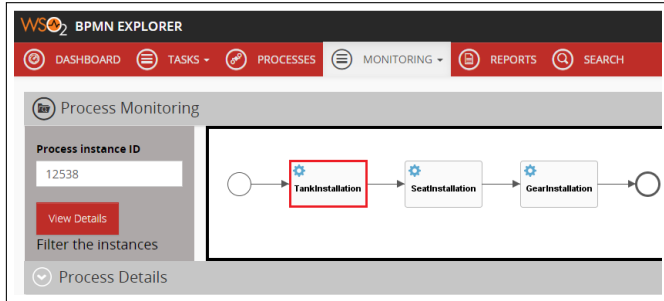 WSO2 BPMN EXPLORER
DASHBOARD TASKS PROCESSES MONITORING REPORTS SEARCH
Process Monitoring
Process instance ID
12538
TankInstallation SeatInstallation GearInstallation
View Details
Filter the instances
Process Details